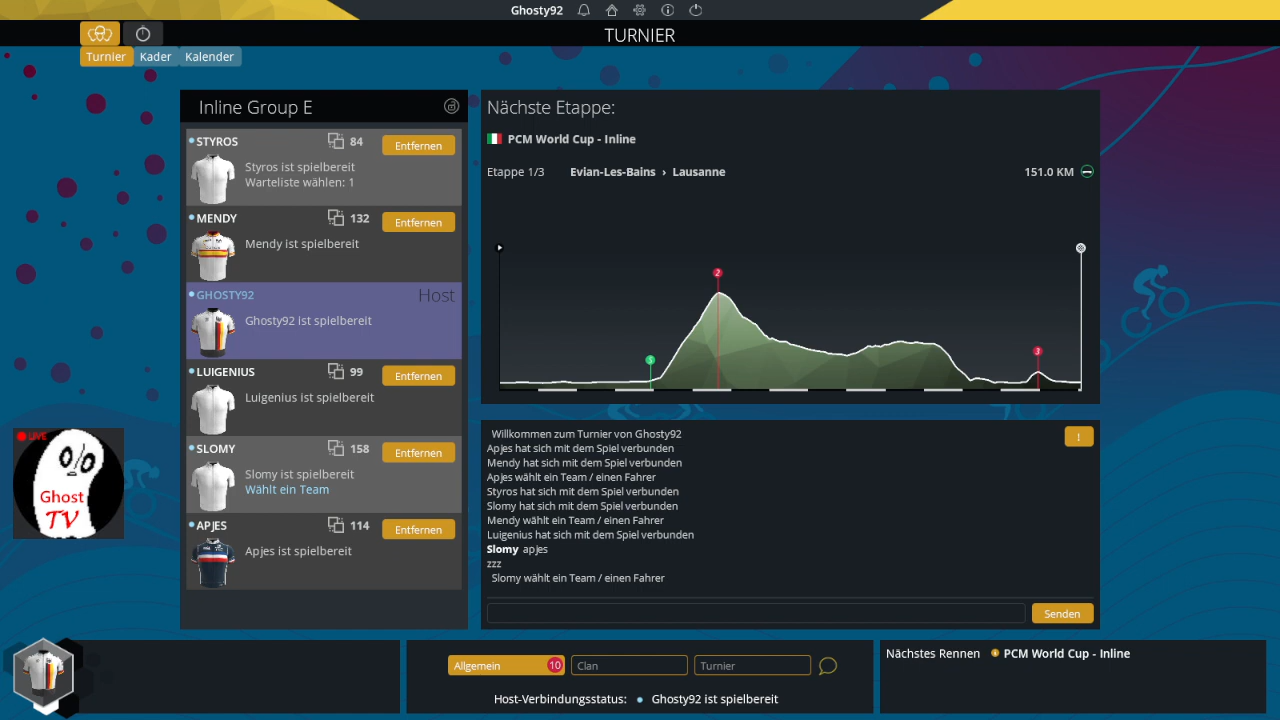 Ghosty92
TURNIER
Turnier Kader Kalender
Inline Group E
STYROS 84 Entfernen
Styros ist spielbereit
Warteliste wählen: 1
MENDY 132 Entfernen
Mendy ist spielbereit
GHOSTY92 Host
Ghosty92 ist spielbereit
LUIGENIUS 99 Entfernen
Luigenius ist spielbereit
SLOMY 158 Entfernen
Slomy ist spielbereit
Wählt ein Team
APJES 114 Entfernen
Apjes ist spielbereit
LIVE
Ghost
TV
Nächste Etappe:
PCM World Cup - Inline
Etappe 1/3 Evian-Les-Bains › Lausanne 151.0 KM
2
S
3
Willkommen zum Turnier von Ghosty92
!
Apjes hat sich mit dem Spiel verbunden
Mendy hat sich mit dem Spiel verbunden
Apjes wählt ein Team / einen Fahrer
Styros hat sich mit dem Spiel verbunden
Slomy hat sich mit dem Spiel verbunden
Mendy wählt ein Team / einen Fahrer
Luigenius hat sich mit dem Spiel verbunden
Slomy apjes
zzz
Slomy wählt ein Team / einen Fahrer
Senden
Allgemein 10 Clan Turnier
Host-Verbindungsstatus: Ghosty92 ist spielbereit
Nächstes Rennen PCM World Cup - Inline